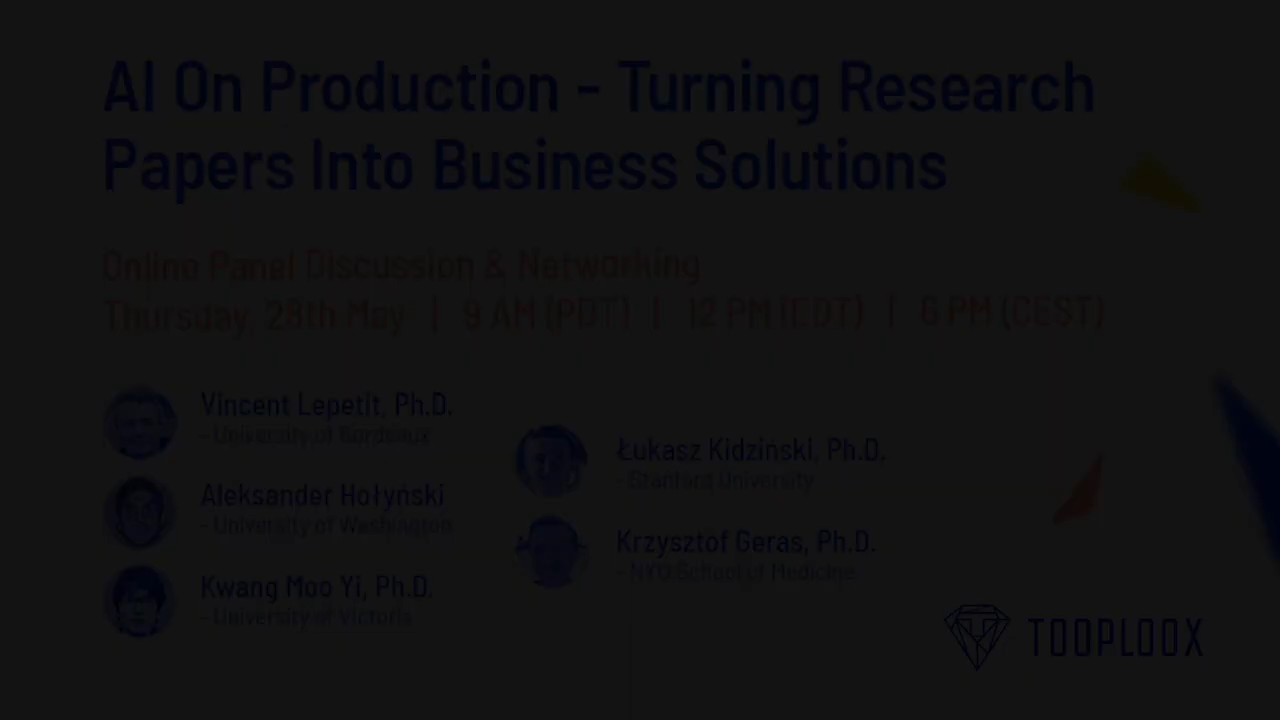 AI On Production - Turning Research
Papers Into Business Solutions
Online Panel Discussion & Networking
Thursday, 28th May | 9 AM (PDT) | 12 PM (EDT) | 6 PM (CEST)
Vincent Lepetit, Ph.D.
- University of Bordeaux
Aleksander Hołyński
- University of Washington
Kwang Moo Yi, Ph.D.
- University of Victoria
Łukasz Kidziński, Ph.D.
- Stanford University
Krzysztof Geras, Ph.D.
- NYU School of Medicine
TOOPLOOX